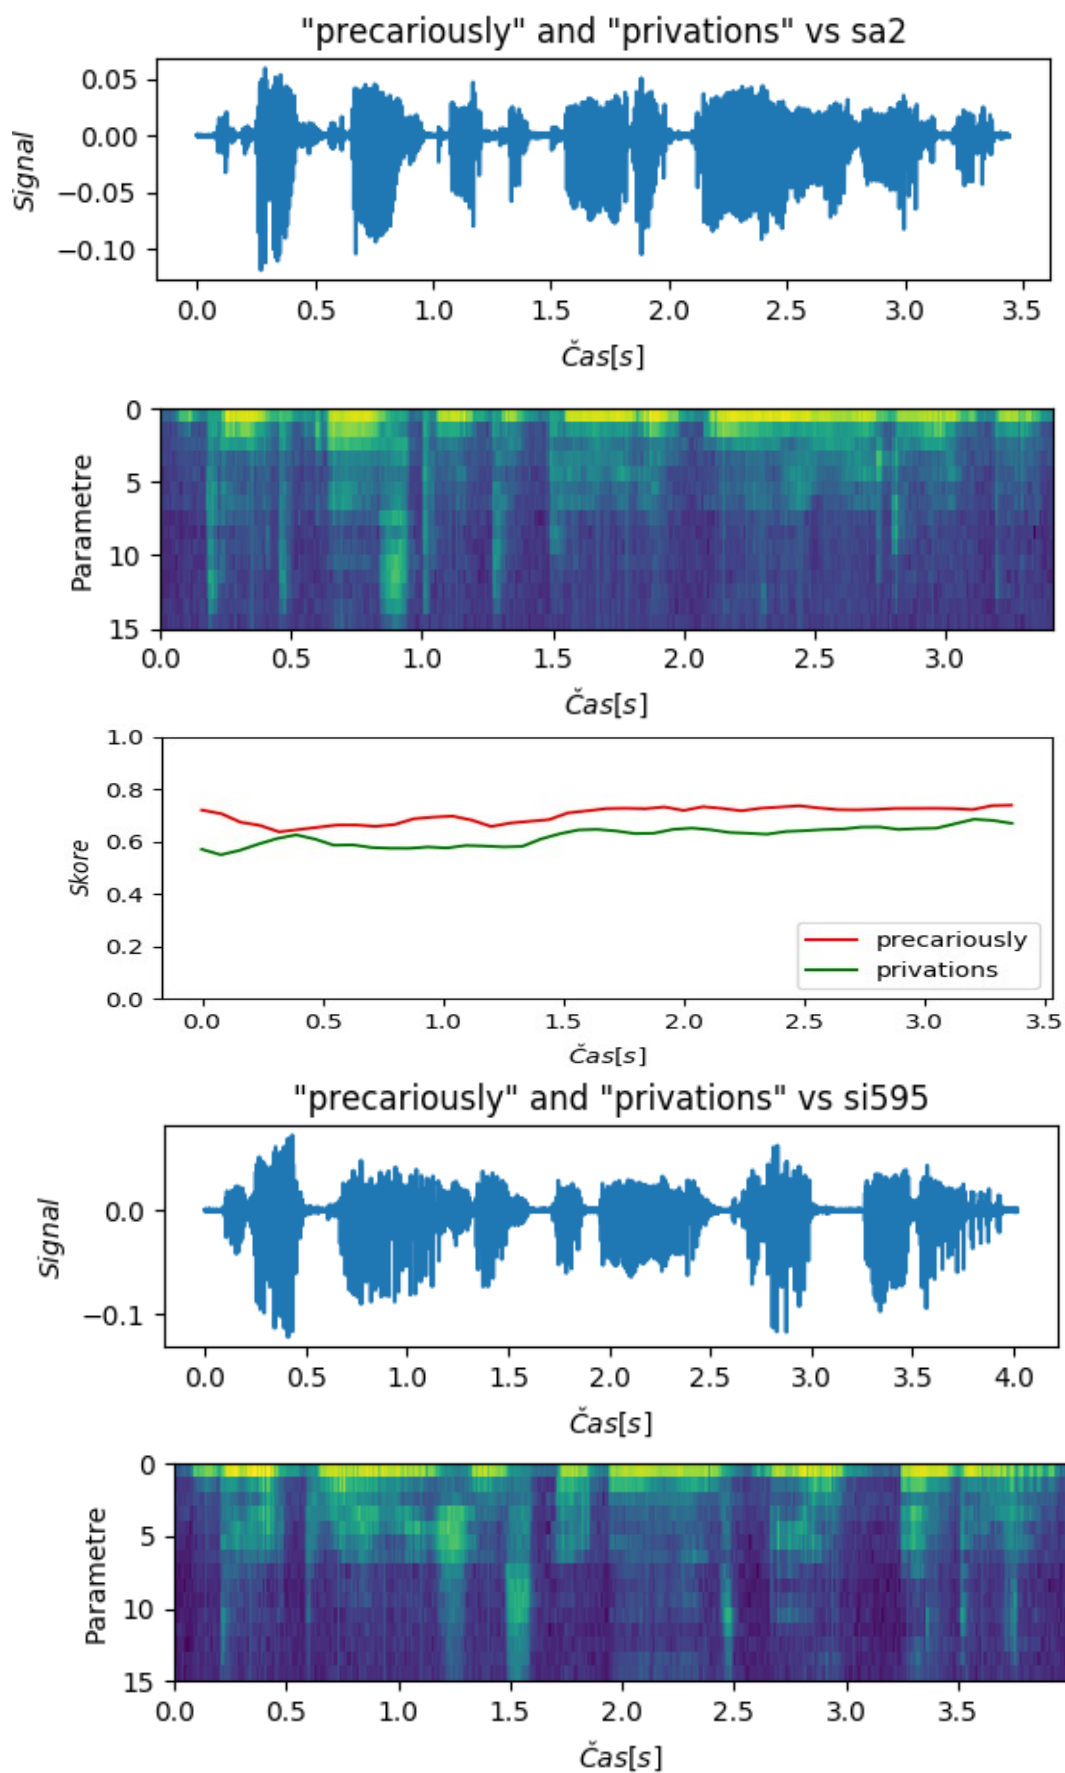 "precariously" and "privations" vs sa2
0.05
0.00
−0.05
−0.10
Signal
0.0 0.5 1.0 1.5 2.0 2.5 3.0 3.5
Čas[s]
0
5
10
15
Parametre
0.0 0.5 1.0 1.5 2.0 2.5 3.0
Čas[s]
1.0
0.8
0.6
0.4
0.2
0.0
Skore
precariously
privations
0.0 0.5 1.0 1.5 2.0 2.5 3.0 3.5
Čas[s]
"precariously" and "privations" vs si595
0.0
−0.1
Signal
0.0 0.5 1.0 1.5 2.0 2.5 3.0 3.5 4.0
Čas[s]
0
5
10
15
Parametre
0.0 0.5 1.0 1.5 2.0 2.5 3.0 3.5
Čas[s]